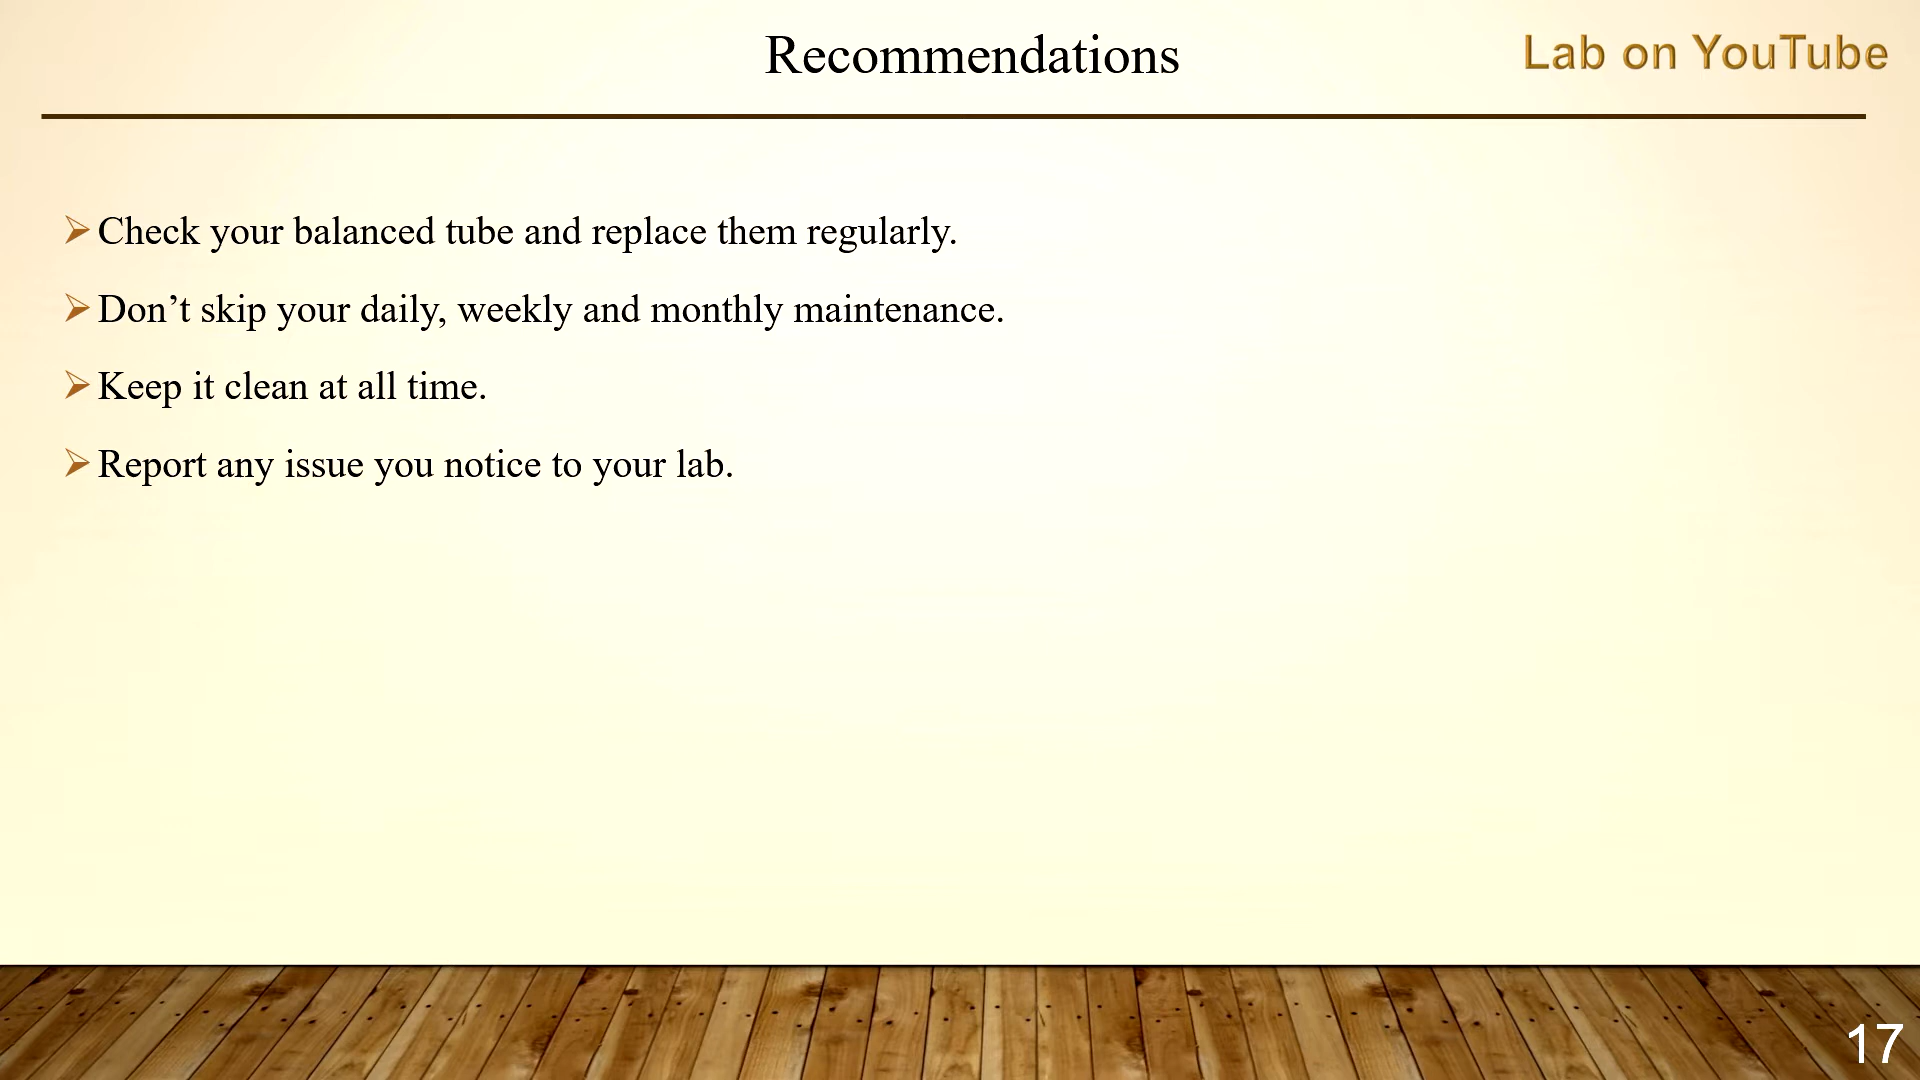 Recommendations
Lab on YouTube
Check your balanced tube and replace them regularly.
Don’t skip your daily, weekly and monthly maintenance.
Keep it clean at all time.
Report any issue you notice to your lab.
17